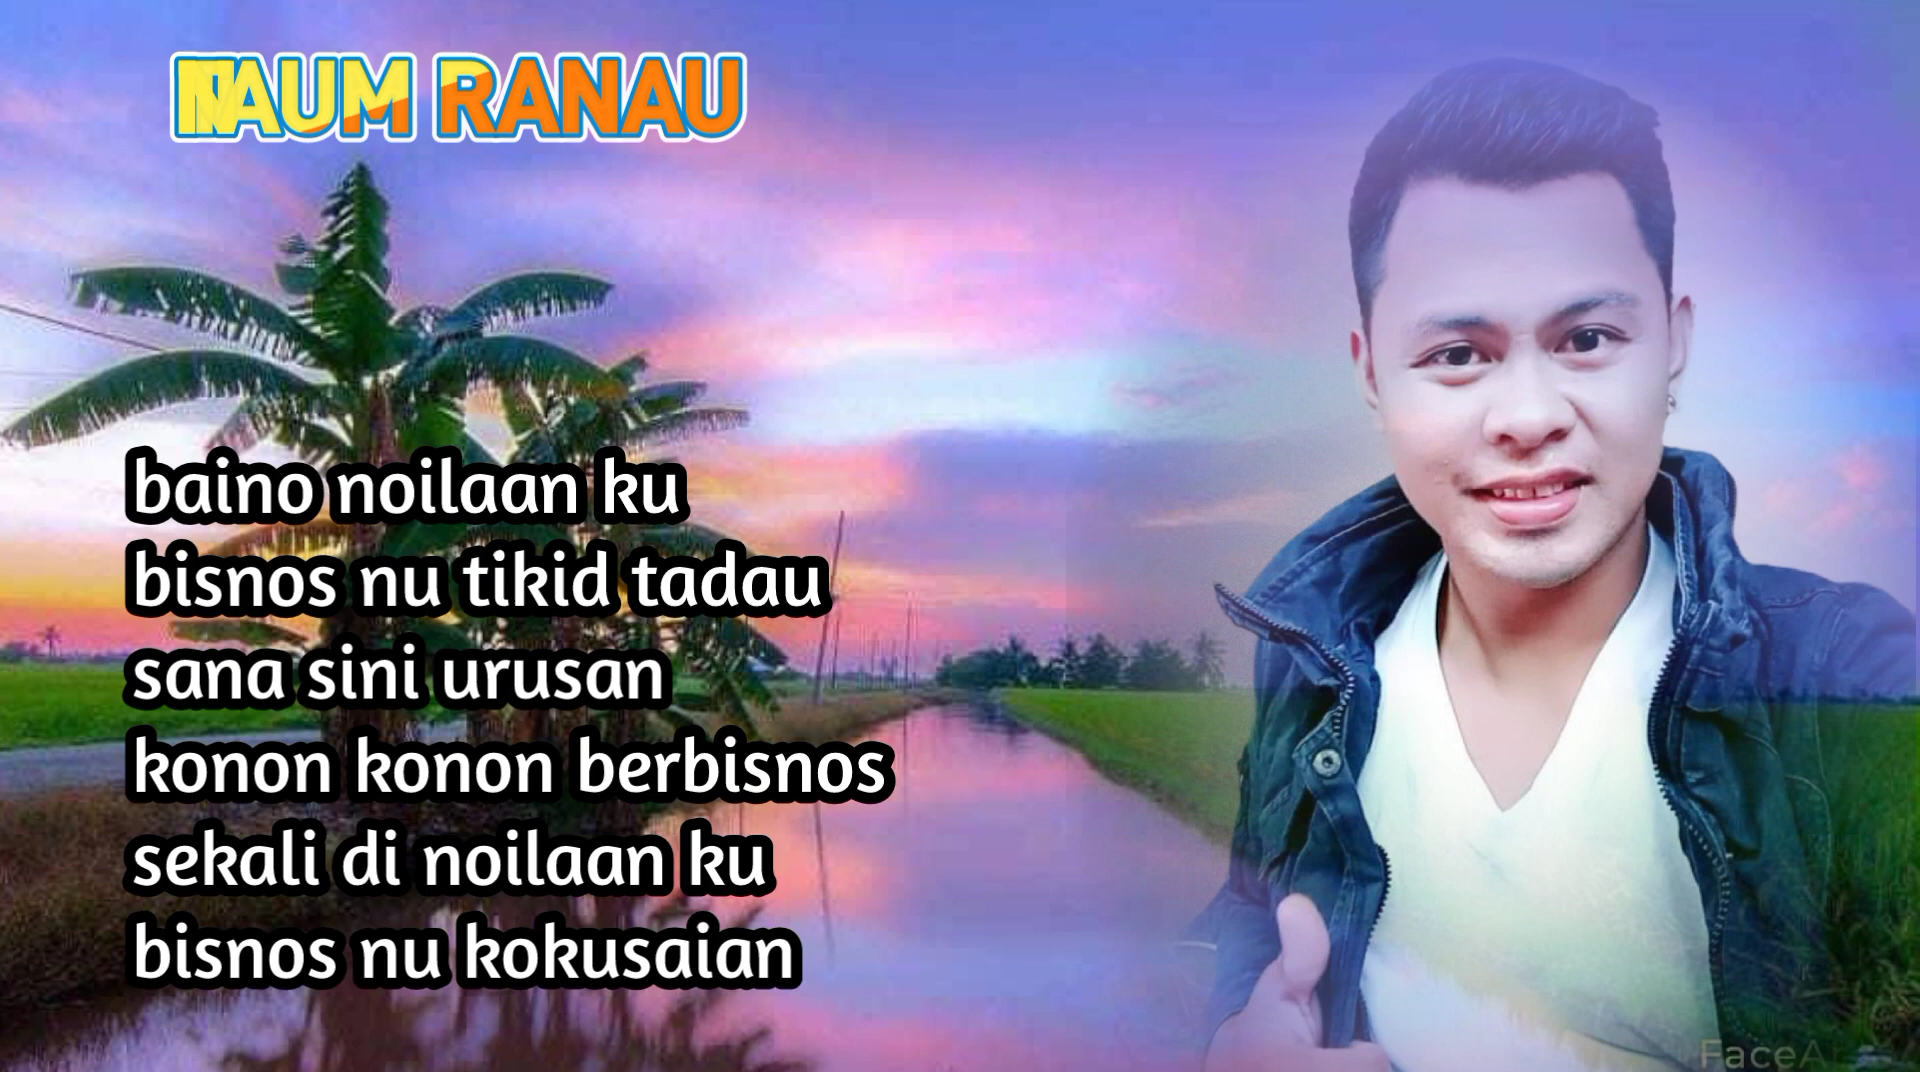 NAUM RANAU
baino noilaan ku
bisnos nu tikid tadau
sana sini urusan
konon konon berbisnos
sekali di noilaan ku
bisnos nu kokusaian